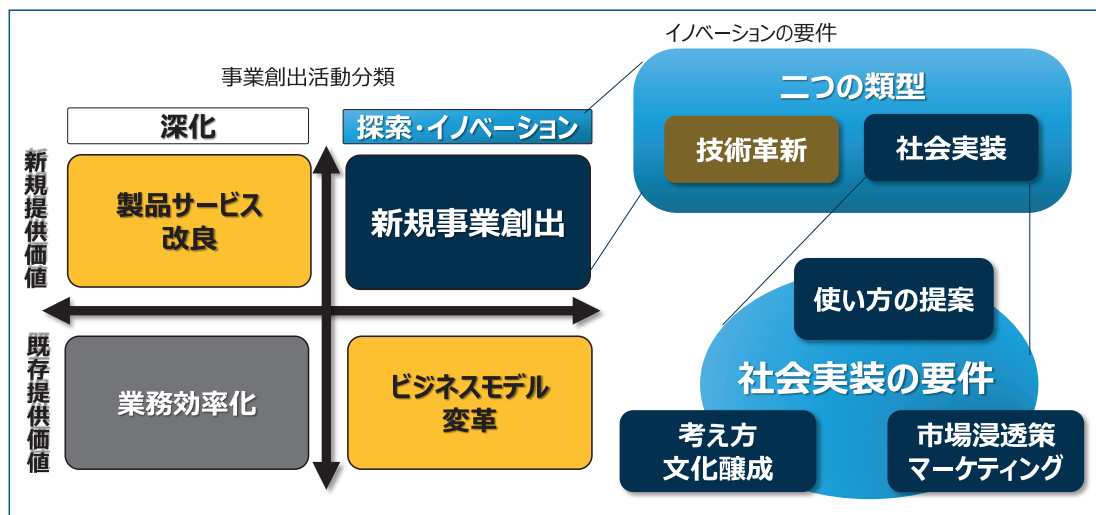 事業創出活動分類
深化
探索・イノベーション
新規提供価値
既存提供価値
製品サービス
改良
新規事業創出
業務効率化
ビジネスモデル
変革
イノベーションの要件
二つの類型
技術革新
社会実装
使い方の提案
社会実装の要件
考え方
文化醸成
市場浸透策
マーケティング